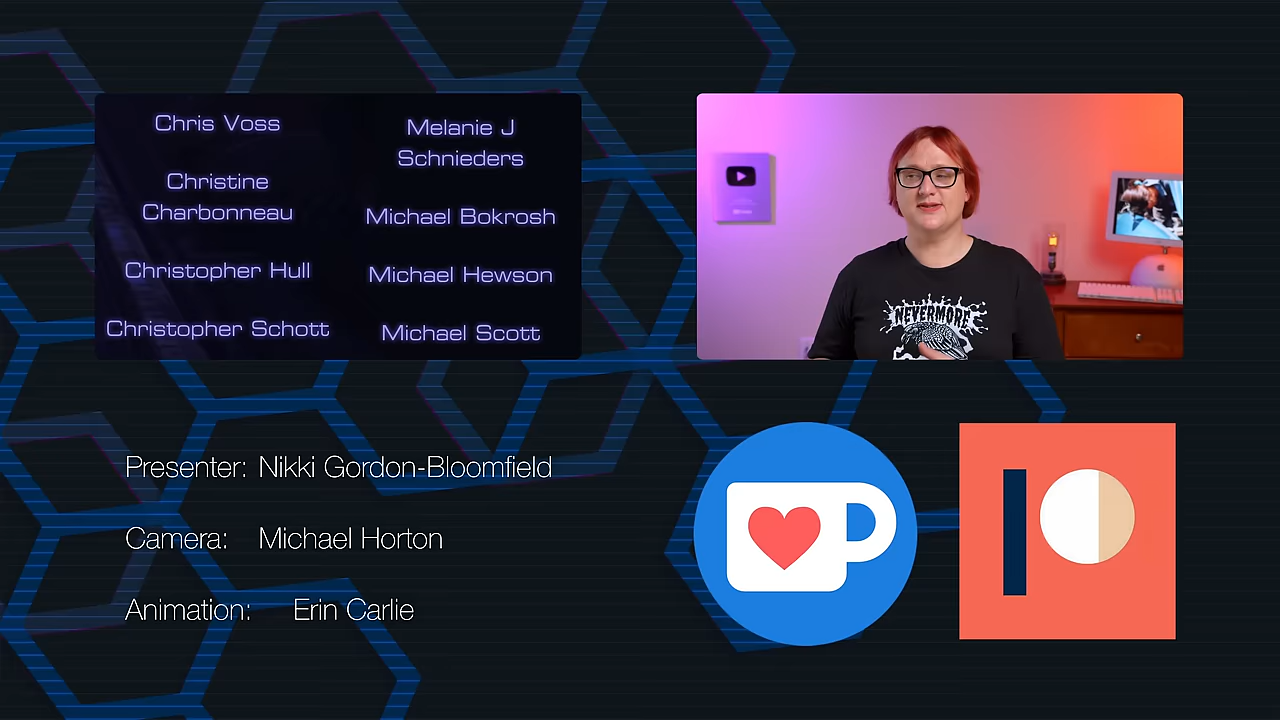 Chris Voss
Christine
Charbonneau
Christopher Hull
Christopher Schott
Melanie J
Schnieders
Michael Bokrosh
Michael Hewson
Michael Scott
NEVERMORE
Presenter: Nikki Gordon-Bloomfield
Camera: Michael Horton
Animation: Erin Carlie